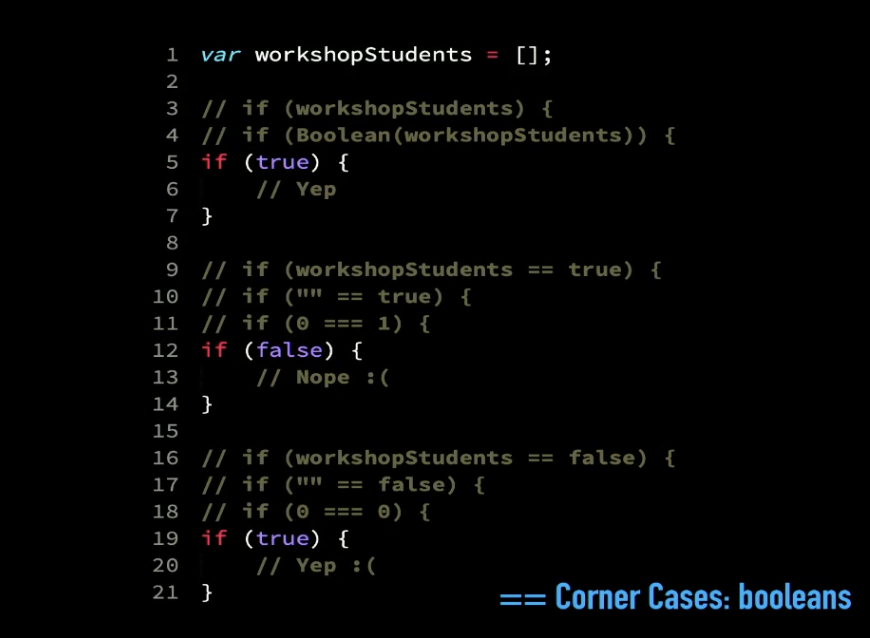 1 var workshopStudents = [];
2
3 // if (workshopStudents) {
4 // if (Boolean(workshopStudents)) {
5 if (true) {
6     // Yep
7 }
8
9 // if (workshopStudents == true) {
10 // if ("" == true) {
11 // if (0 === 1) {
12 if (false) {
13     // Nope :(
14 }
15
16 // if (workshopStudents == false) {
17 // if ("" == false) {
18 // if (0 === 0) {
19 if (true) {
20     // Yep :(
21 }
== Corner Cases: booleans